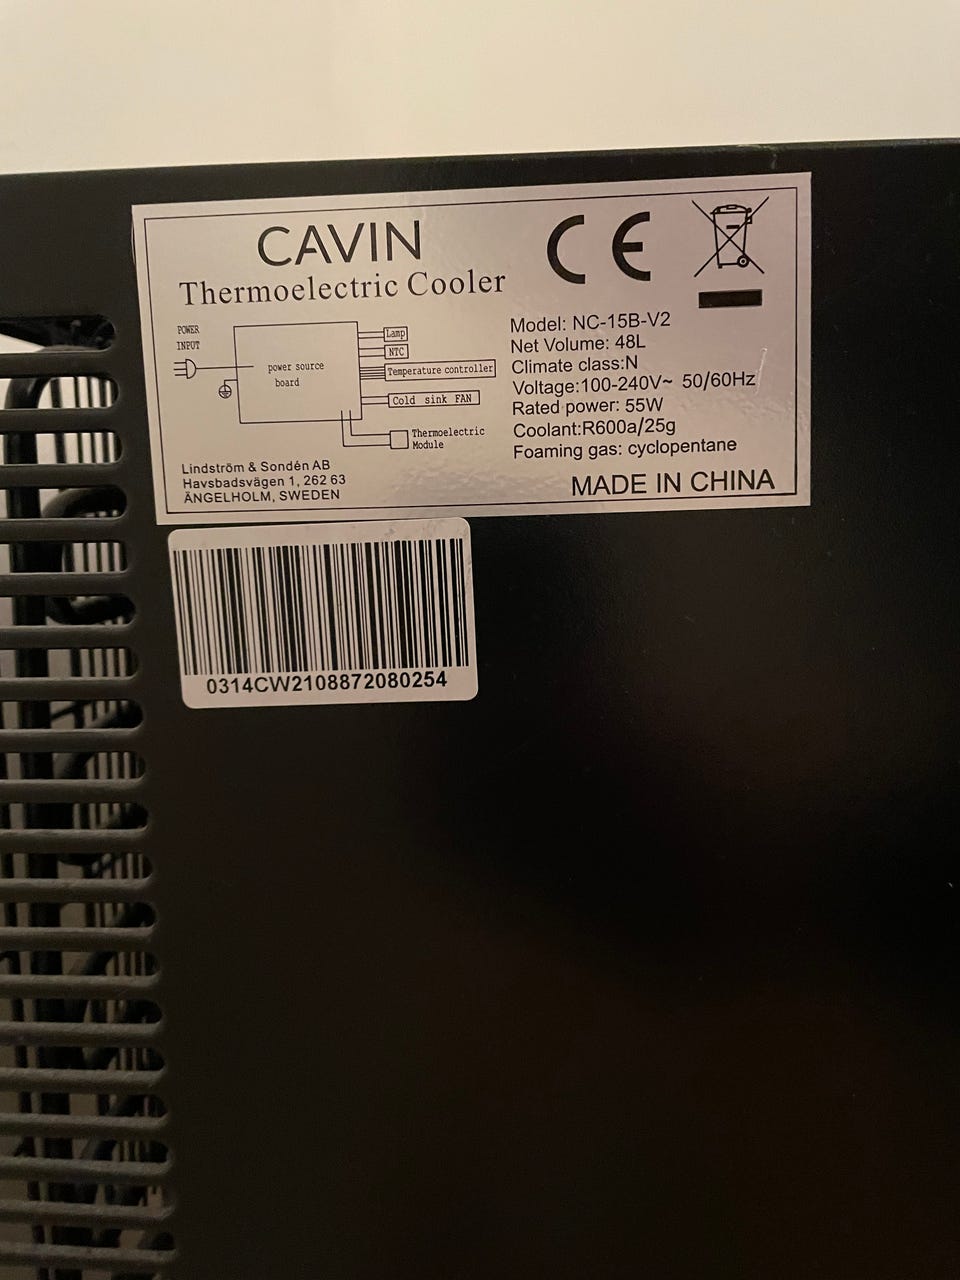 CAVIN
Thermoelectric Cooler
CE
POWER
INPUT
power source
board
Lamp
NTC
Temperature controller
Cold sink FAN
Thermoelectric
Module
Lindström & Sondén AB
Havsbadsvägen 1, 262 63
ÄNGELHOLM, SWEDEN
Model: NC-15B-V2
Net Volume: 48L
Climate class:N
Voltage:100-240V~ 50/60Hz
Rated power: 55W
Coolant:R600a/25g
Foaming gas: cyclopentane
MADE IN CHINA
0314CW2108872080254